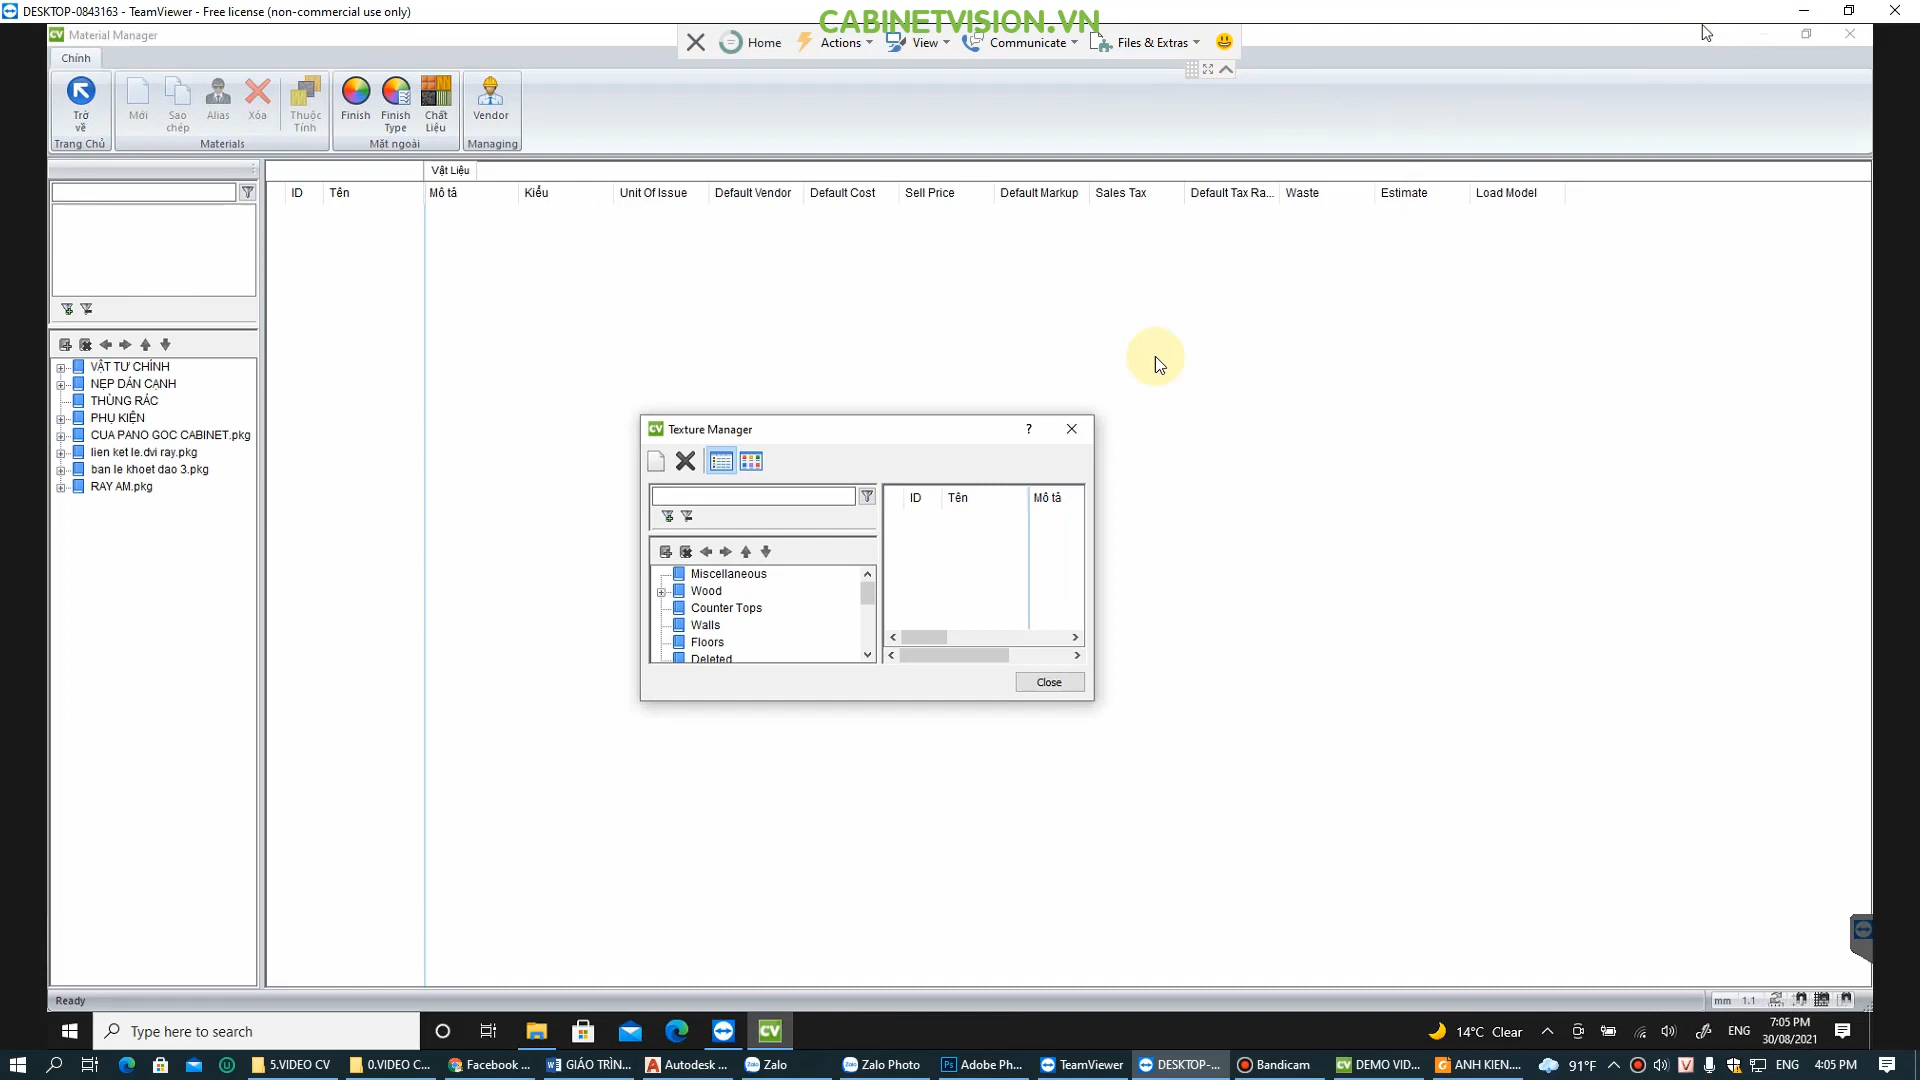 DESKTOP-0843163 - TeamViewer - Free license (non-commercial use only)
CABINETVISION.VN
Material Manager
Home
Actions
View
Communicate
Files & Extras
Chính
Trở về
Mới
Sao chép
Alias
Xóa
Thuộc Tính
Finish
Finish Type
Chất Liệu
Vendor
Trang Chủ
Materials
Mặt ngoài
Managing
Vật Liệu
ID
Tên
Mô tả
Kiểu
Unit Of Issue
Default Vendor
Default Cost
Sell Price
Default Markup
Sales Tax
Default Tax Ra...
Waste
Estimate
Load Model
VẬT TƯ CHÍNH
NẸP DÁN CẠNH
THÙNG RÁC
PHỤ KIỆN
CUA PANO GOC CABINET.pkg
lien ket le.dvi ray.pkg
ban le khoet dao 3.pkg
RAY AM.pkg
Texture Manager
?
ID
Tên
Mô tả
Miscellaneous
Wood
Counter Tops
Walls
Floors
Deleted
Close
Ready
mm
1.1
Type here to search
14°C Clear
ENG
7:05 PM
30/08/2021
5.VIDEO CV
0.VIDEO C...
Facebook ...
GIÁO TRÌN...
Autodesk ...
Zalo
Zalo Photo
Adobe Ph...
TeamViewer
DESKTOP-...
Bandicam
DEMO VID...
ANH KIEN....
91°F
ENG
4:05 PM